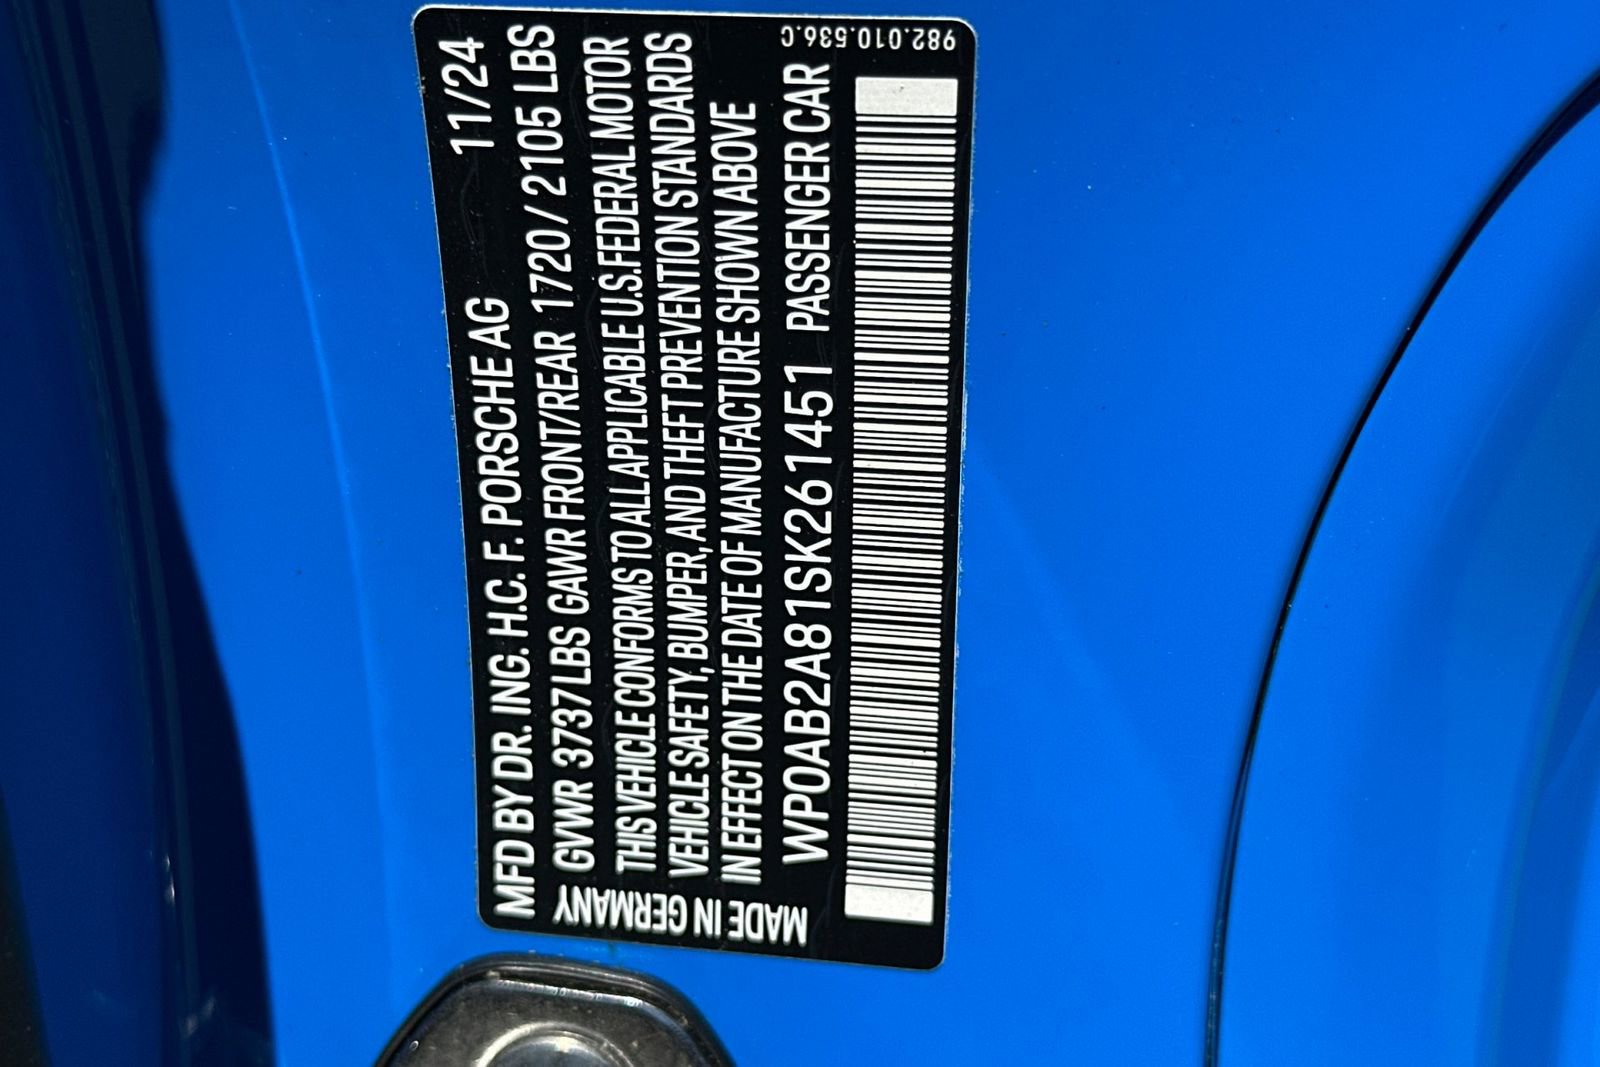 MFD BY DR. ING. H.C. F. PORSCHE AG 11/24
GVWR 3737LBS GAWR FRONT/REAR 1720 / 2105 LBS
THIS VEHICLE CONFORMS TO ALL APPLICABLE U.S.FEDERAL MOTOR
VEHICLE SAFETY, BUMPER, AND THEFT PREVENTION STANDARDS
IN EFFECT ON THE DATE OF MANUFACTURE SHOWN ABOVE
WP0AB2A81SK261451 PASSENGER CAR
MADE IN GERMANY
982.010.536.C